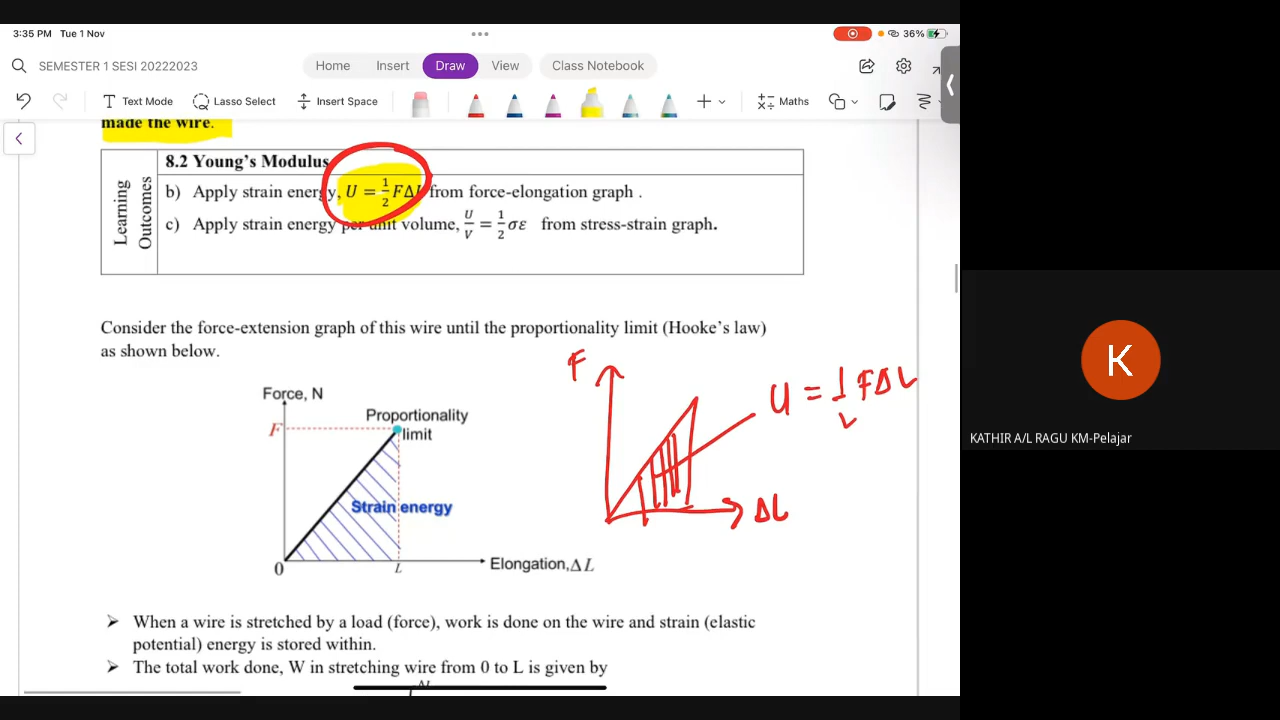 3:35 PM Tue 1 Nov
36%
SEMESTER 1 SESI 20222023
Home Insert Draw View Class Notebook
Text Mode Lasso Select Insert Space Maths
made the wire.
Learning Outcomes
8.2 Young's Modulus
b) Apply strain energy, U = 1/2 FΔL from force-elongation graph .
c) Apply strain energy per unit volume, U/V = 1/2 σε from stress-strain graph.
Consider the force-extension graph of this wire until the proportionality limit (Hooke's law)
as shown below.
Force, N
Proportionality
limit
F
Strain energy
0
L
Elongation, ΔL
F
U = 1/2 FΔL
ΔL
➢ When a wire is stretched by a load (force), work is done on the wire and strain (elastic
potential) energy is stored within.
➢ The total work done, W in stretching wire from 0 to L is given by
K
KATHIR A/L RAGU KM-Pelajar